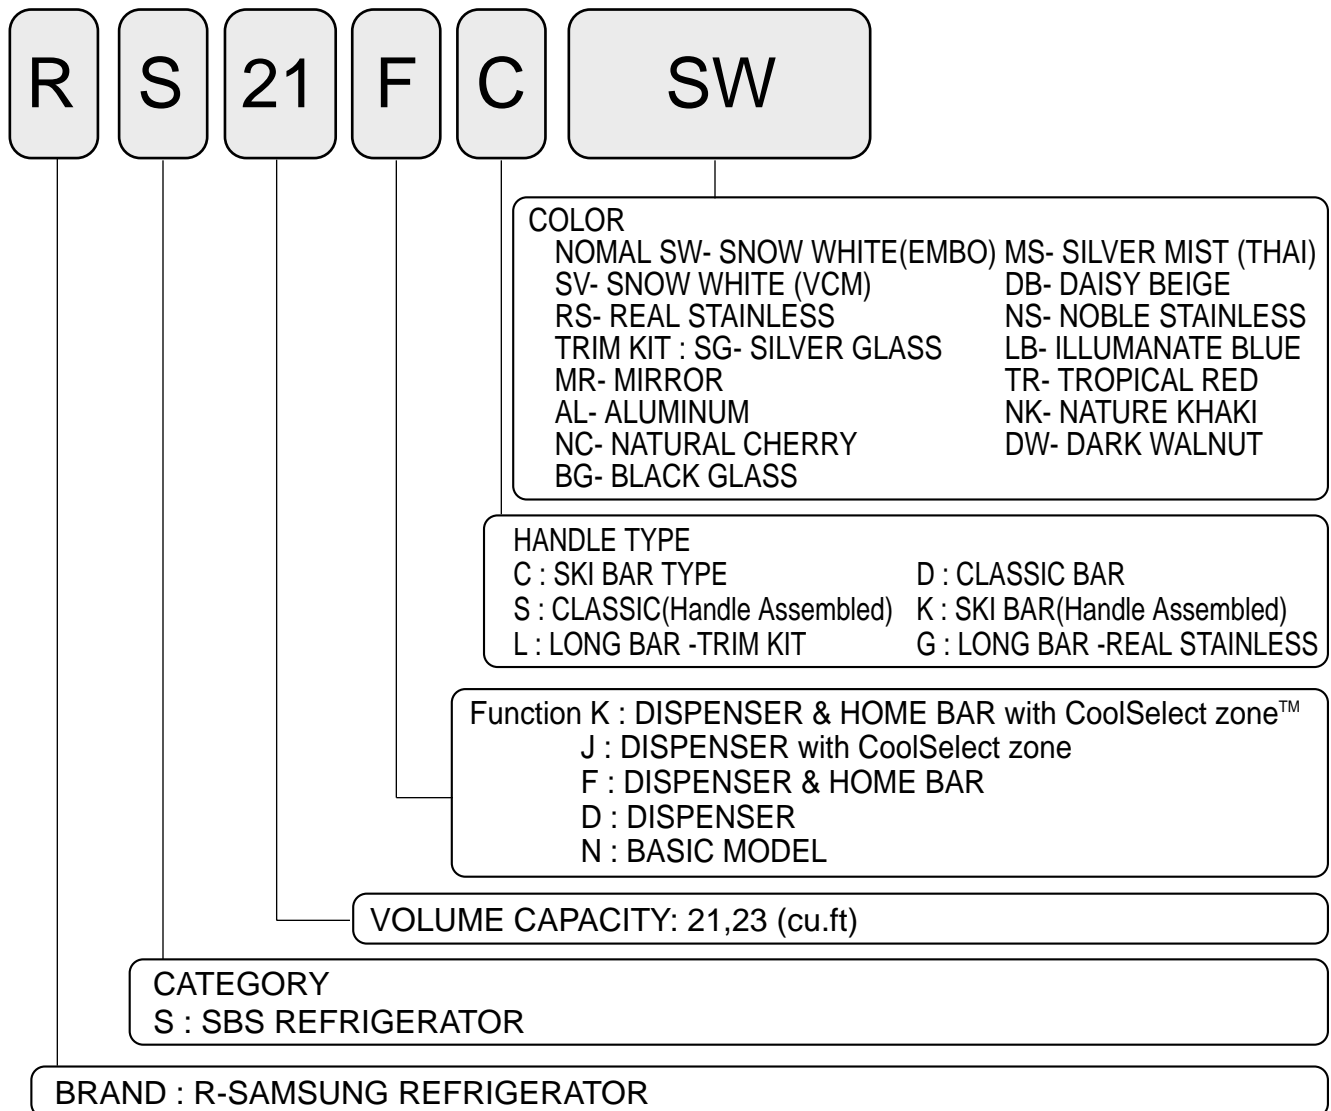 R S 21 F C SW
COLOR
NOMAL SW- SNOW WHITE(EMBO) MS- SILVER MIST (THAI)
SV- SNOW WHITE (VCM) DB- DAISY BEIGE
RS- REAL STAINLESS NS- NOBLE STAINLESS
TRIM KIT : SG- SILVER GLASS LB- ILLUMANATE BLUE
MR- MIRROR TR- TROPICAL RED
AL- ALUMINUM NK- NATURE KHAKI
NC- NATURAL CHERRY DW- DARK WALNUT
BG- BLACK GLASS
HANDLE TYPE
C : SKI BAR TYPE D : CLASSIC BAR
S : CLASSIC(Handle Assembled) K : SKI BAR(Handle Assembled)
L : LONG BAR -TRIM KIT G : LONG BAR -REAL STAINLESS
Function K : DISPENSER & HOME BAR with CoolSelect zone™
J : DISPENSER with CoolSelect zone
F : DISPENSER & HOME BAR
D : DISPENSER
N : BASIC MODEL
VOLUME CAPACITY: 21,23 (cu.ft)
CATEGORY
S : SBS REFRIGERATOR
BRAND : R-SAMSUNG REFRIGERATOR